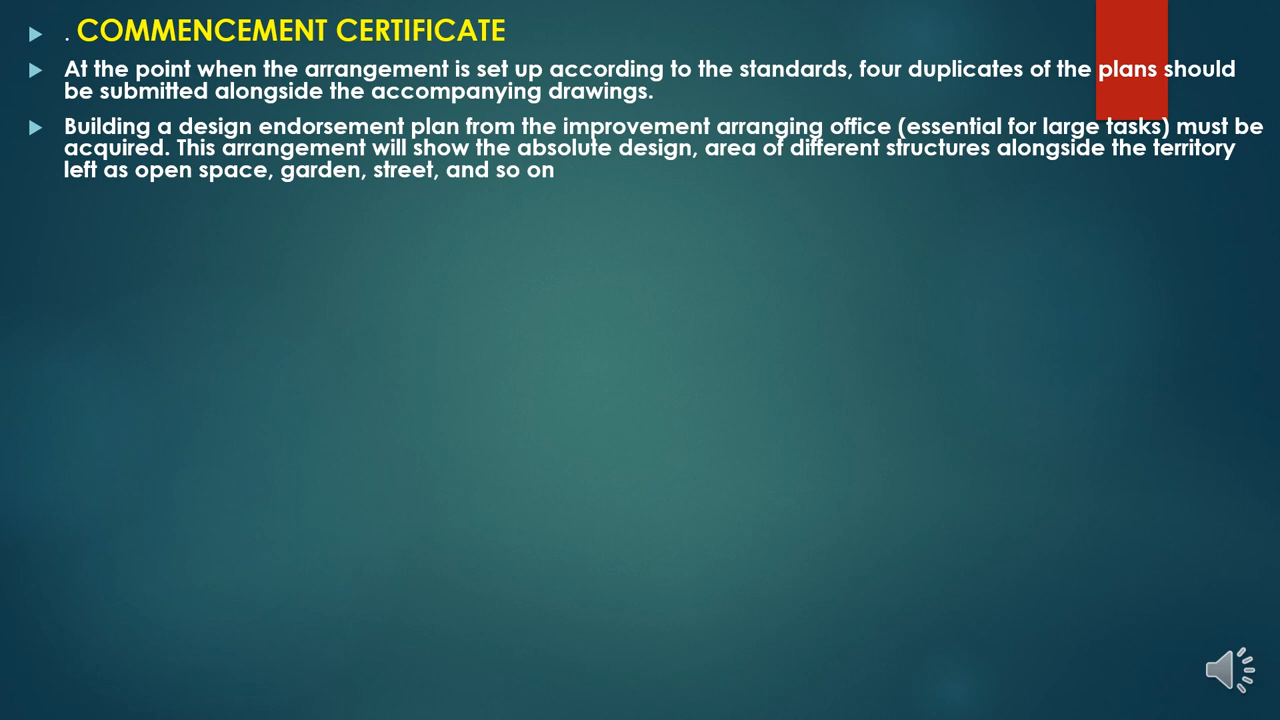 . COMMENCEMENT CERTIFICATE
At the point when the arrangement is set up according to the standards, four duplicates of the plans should
be submitted alongside the accompanying drawings.
Building a design endorsement plan from the improvement arranging office (essential for large tasks) must be
acquired. This arrangement will show the absolute design, area of different structures alongside the territory
left as open space, garden, street, and so on